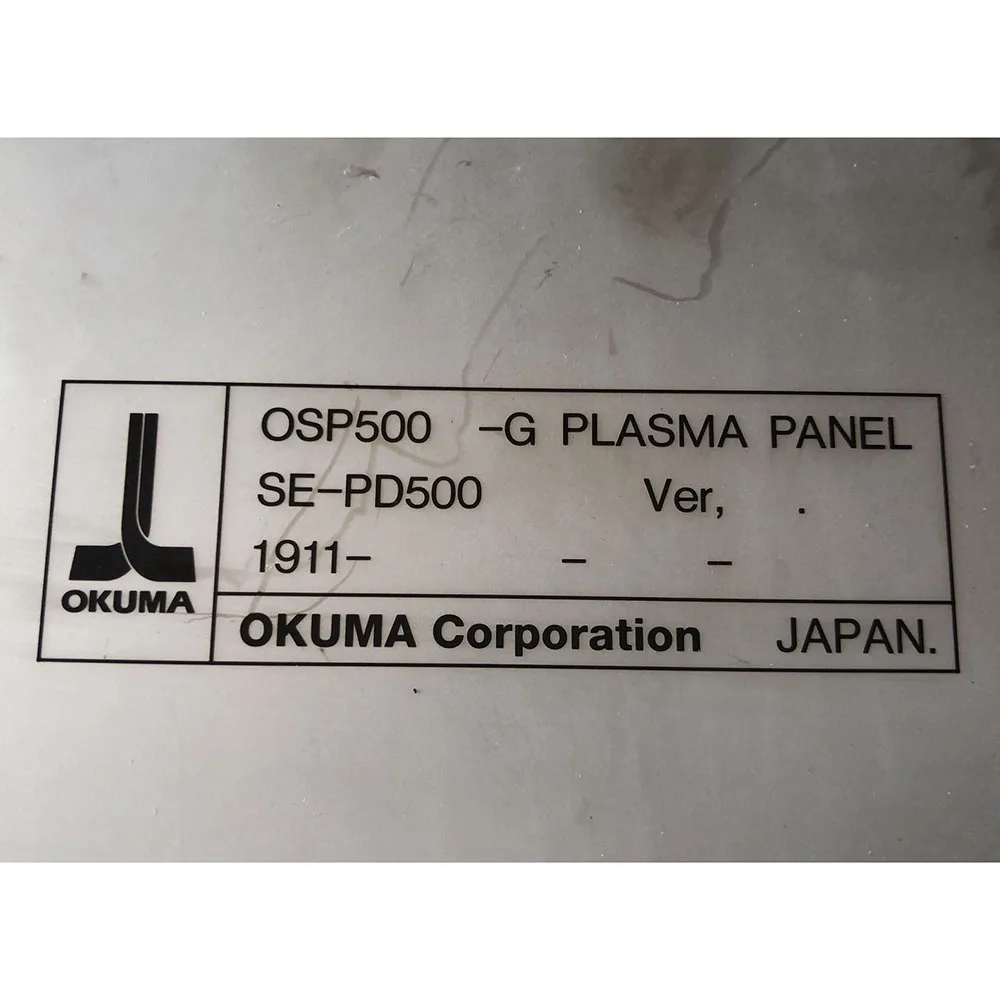 OSP500 -G PLASMA PANEL
SE-PD500 Ver, .
1911- - -
OKUMA
OKUMA Corporation JAPAN.